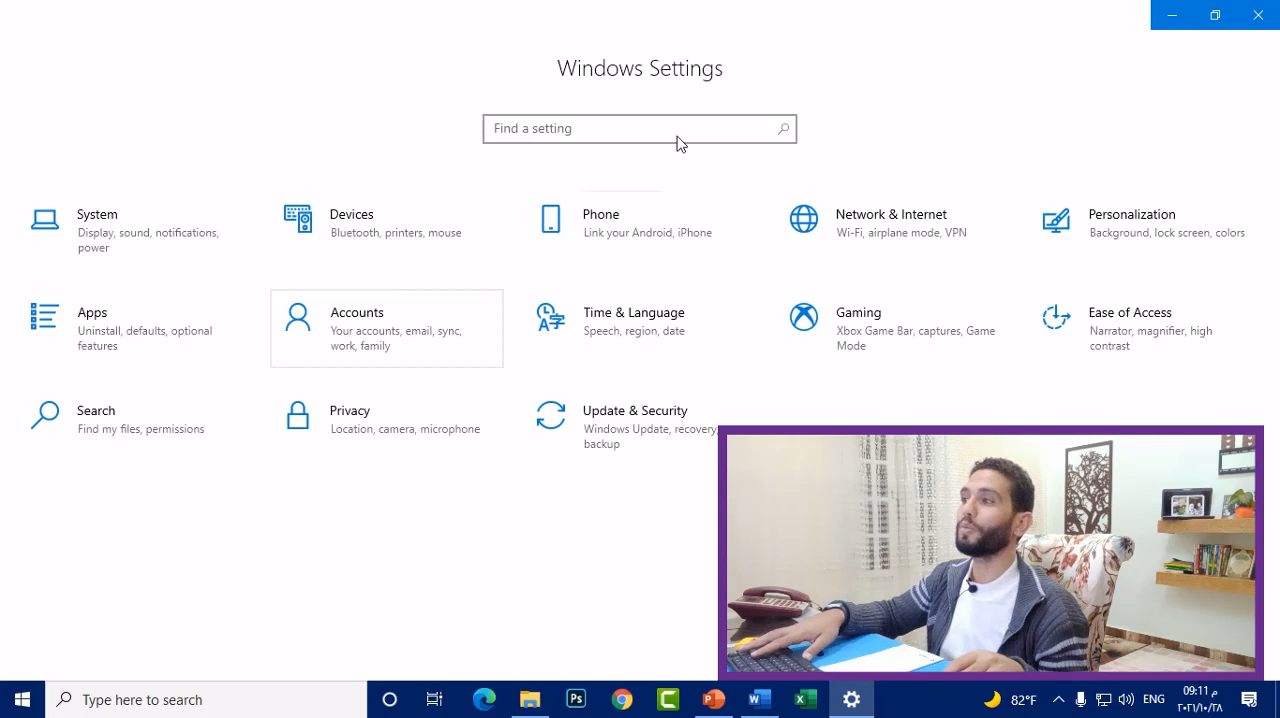 Windows Settings
Find a setting
System
Display, sound, notifications,
power
Devices
Bluetooth, printers, mouse
Phone
Link your Android, iPhone
Network & Internet
Wi-Fi, airplane mode, VPN
Personalization
Background, lock screen, colors
Apps
Uninstall, defaults, optional
features
Accounts
Your accounts, email, sync,
work, family
Time & Language
Speech, region, date
Gaming
Xbox Game Bar, captures, Game
Mode
Ease of Access
Narrator, magnifier, high
contrast
Search
Find my files, permissions
Privacy
Location, camera, microphone
Update & Security
Windows Update, recovery,
backup
Type here to search
Ps
82°F
ENG
09:11 م
٢٠٢١/١٠/٢٨